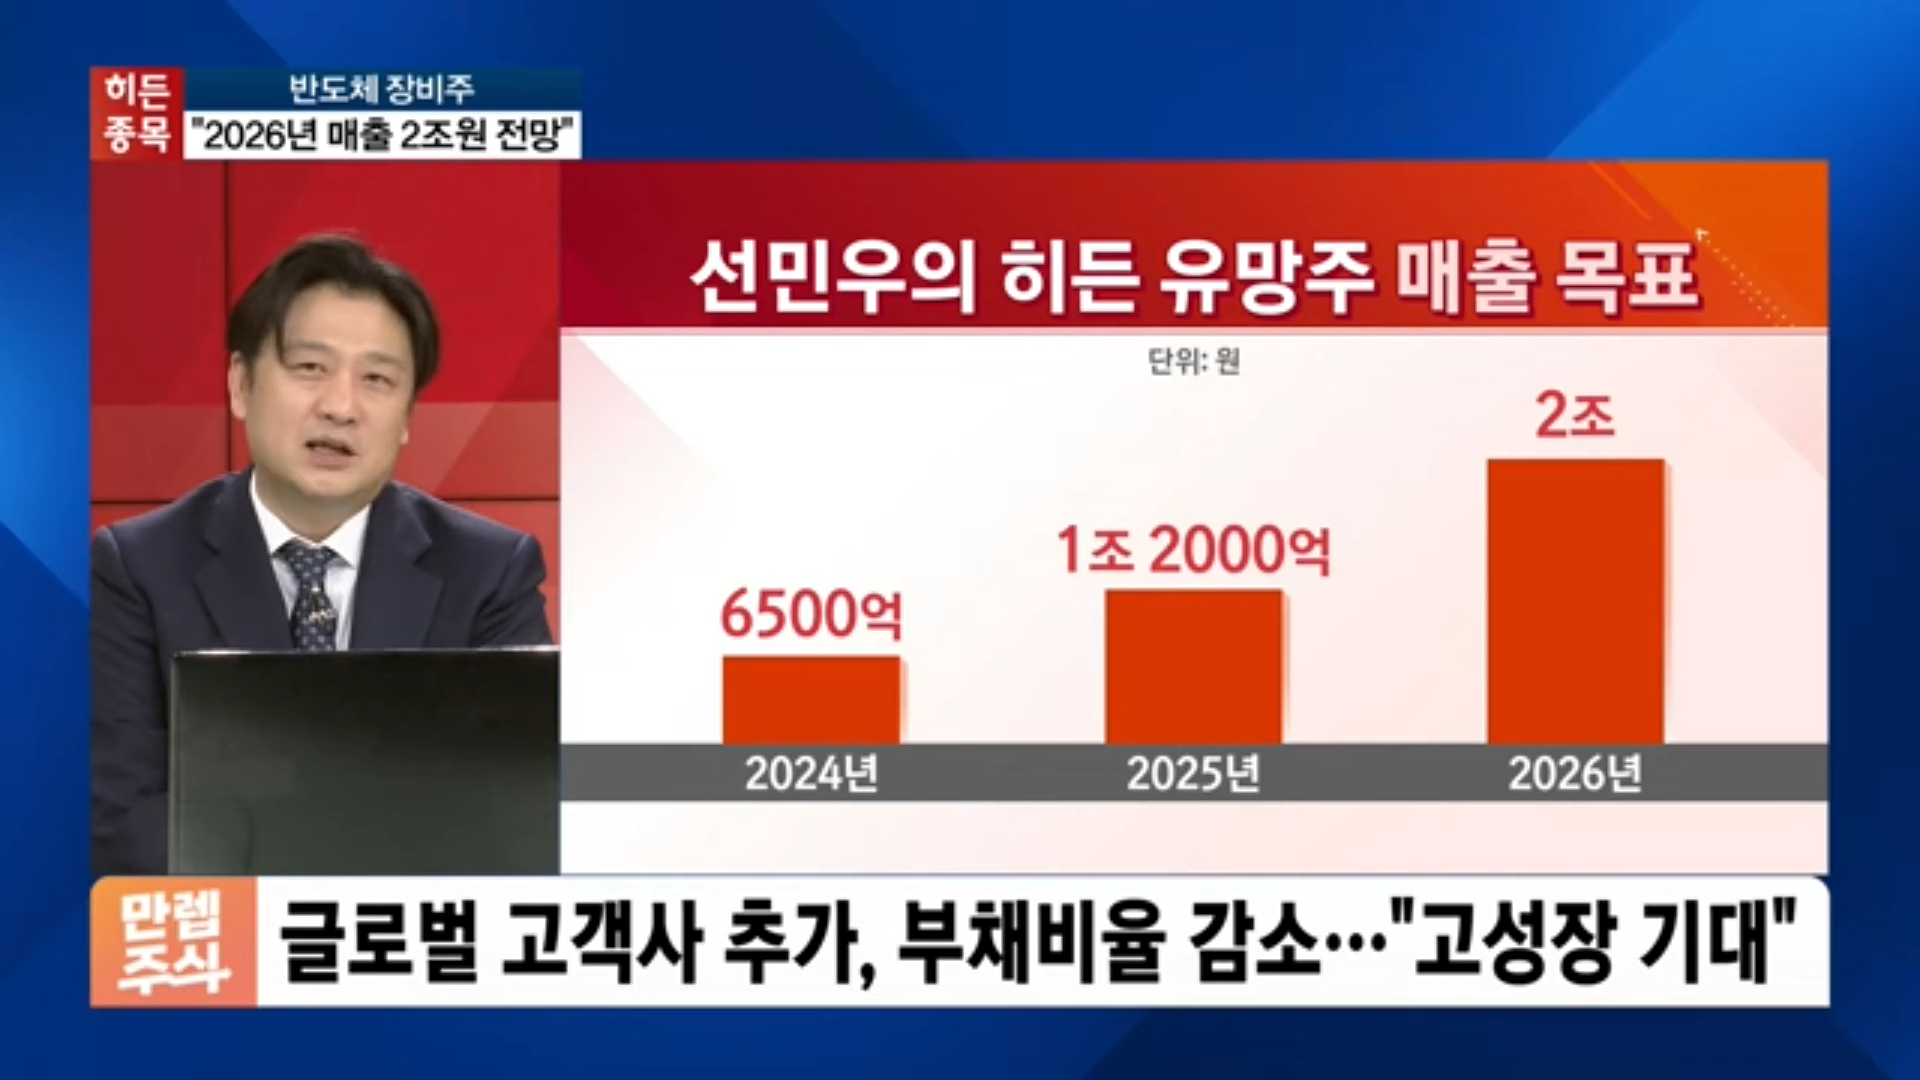 히든
종목
반도체 장비주
"2026년 매출 2조원 전망"
선민우의 히든 유망주 매출 목표
단위: 원
6500억
1조 2000억
2조
2024년
2025년
2026년
만렙
주식
글로벌 고객사 추가, 부채비율 감소…"고성장 기대"